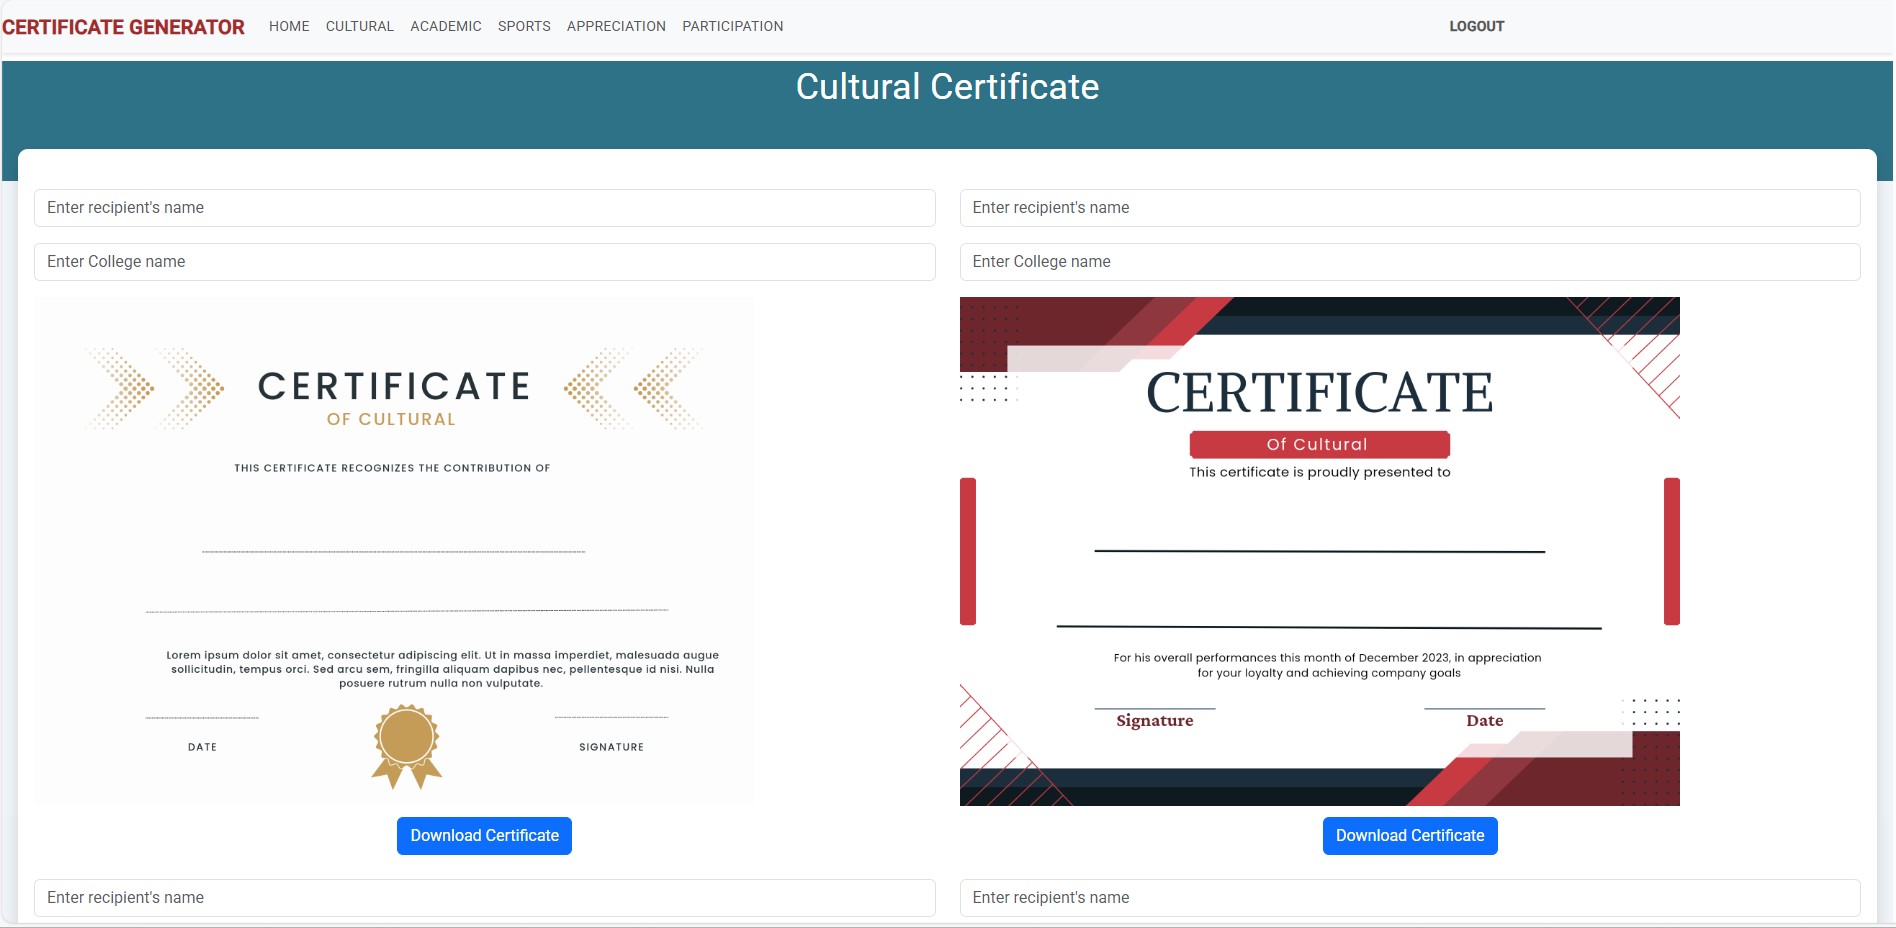 CERTIFICATE GENERATOR HOME CULTURAL ACADEMIC SPORTS APPRECIATION PARTICIPATION LOGOUT
Cultural Certificate
Enter recipient's name
Enter College name
CERTIFICATE
OF CULTURAL
THIS CERTIFICATE RECOGNIZES THE CONTRIBUTION OF
Lorem ipsum dolor sit amet, consectetur adipiscing elit. Ut in massa imperdiet, malesuada augue
sollicitudin, tempus orci. Sed arcu sem, fringilla aliquam dapibus nec, pellentesque id nisi. Nulla
posuere rutrum nulla non vulputate.
DATE
SIGNATURE
Download Certificate
Enter recipient's name
Enter College name
CERTIFICATE
Of Cultural
This certificate is proudly presented to
For his overall performances this month of December 2023, in appreciation
for your loyalty and achieving company goals
Signature
Date
Download Certificate
Enter recipient's name
Enter recipient's name